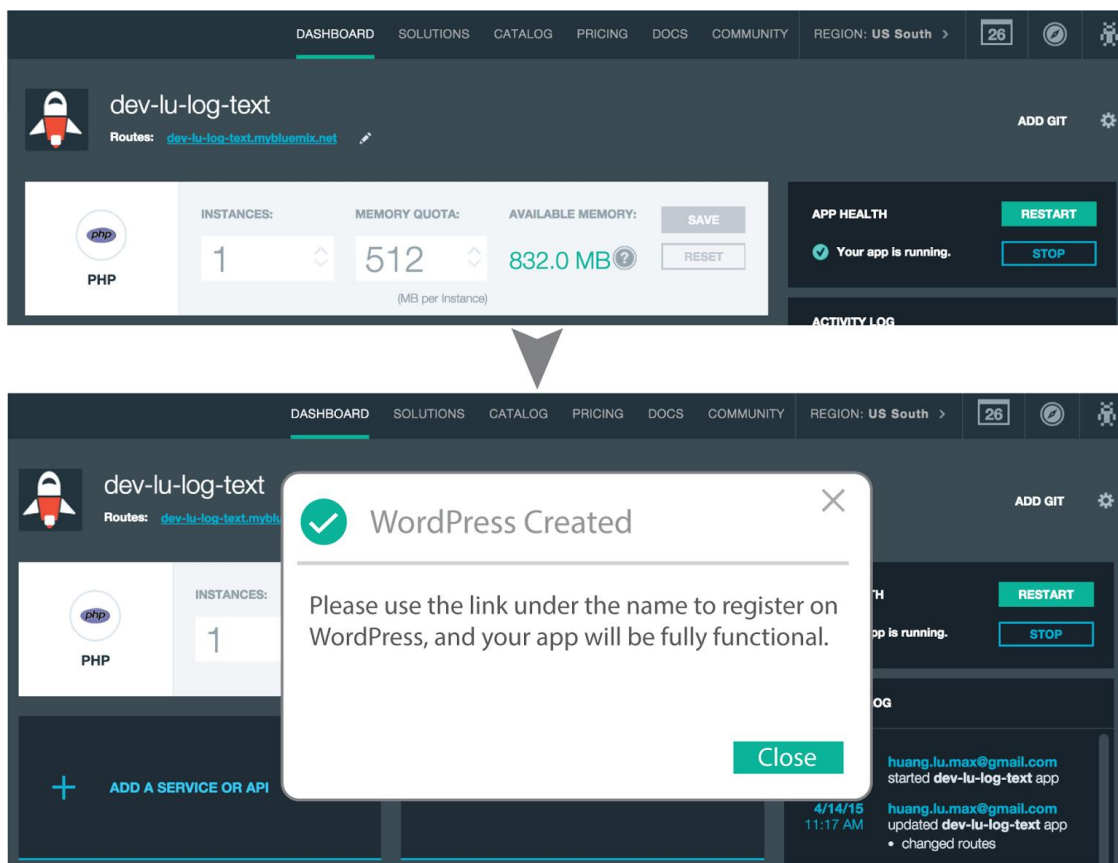 DASHBOARD SOLUTIONS CATALOG PRICING DOCS COMMUNITY REGION: US South > 26
dev-lu-log-text
Routes: dev-lu-log-text.mybluemix.net
ADD GIT
INSTANCES: MEMORY QUOTA: AVAILABLE MEMORY: SAVE
APP HEALTH RESTART
php
1 512 832.0 MB ? RESET
Your app is running. STOP
PHP
(MB per Instance)
ACTIVITY LOG
DASHBOARD SOLUTIONS CATALOG PRICING DOCS COMMUNITY REGION: US South > 26
dev-lu-log-text
Routes: dev-lu-log-text.myblu
ADD GIT
WordPress Created
INSTANCES:
TH RESTART
php
1
pp is running. STOP
PHP
Please use the link under the name to register on
WordPress, and your app will be fully functional.
OG
Close
ADD A SERVICE OR API
huang.lu.max@gmail.com
started dev-lu-log-text app
4/14/15 huang.lu.max@gmail.com
11:17 AM updated dev-lu-log-text app
• changed routes